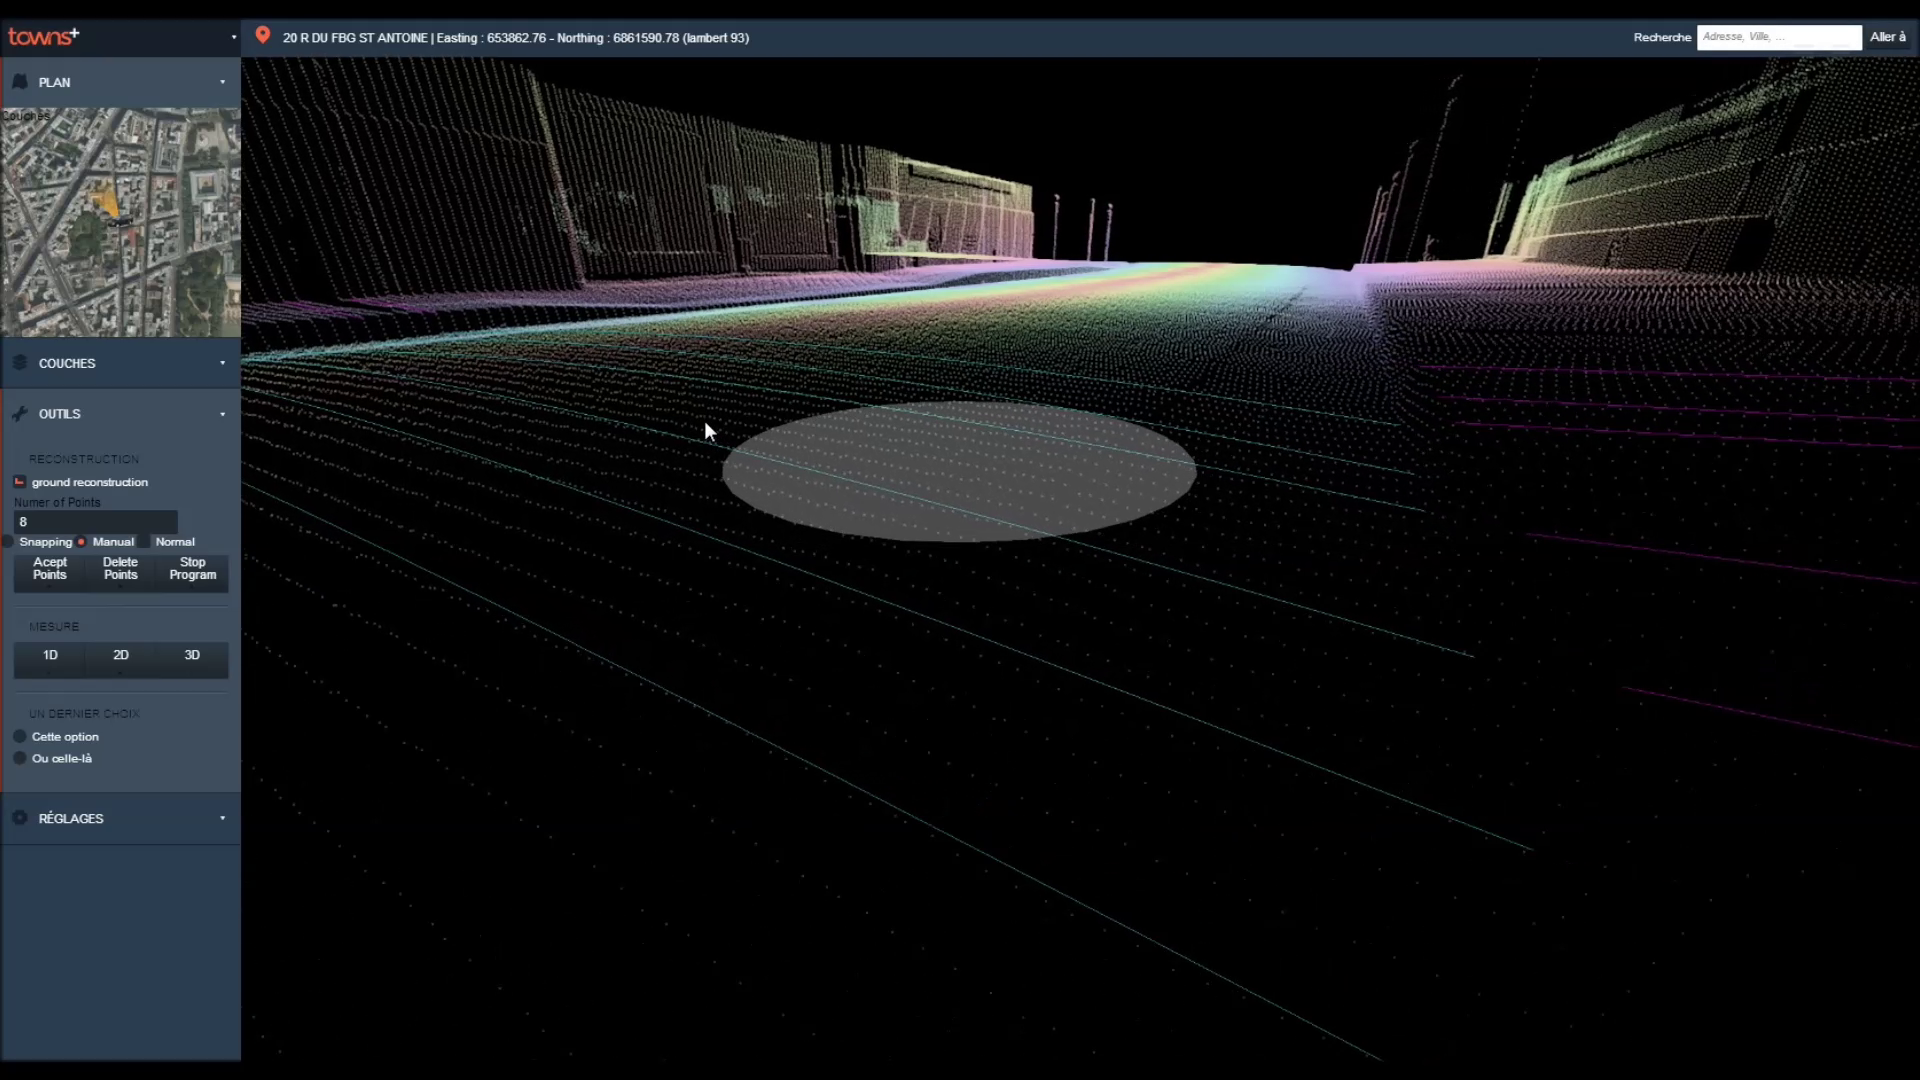 towns+
20 R DU FBG ST ANTOINE | Easting : 653862.76 - Northing : 6861590.78 (lambert 93)
Recherche
Adresse, Ville, ...
Aller à
PLAN
Couches
COUCHES
OUTILS
RECONSTRUCTION
ground reconstruction
Numer of Points
8
Snapping Manual Normal
Acept Points
Delete Points
Stop Program
MESURE
1D 2D 3D
UN DERNIER CHOIX
Cette option
Ou celle-là
RÉGLAGES